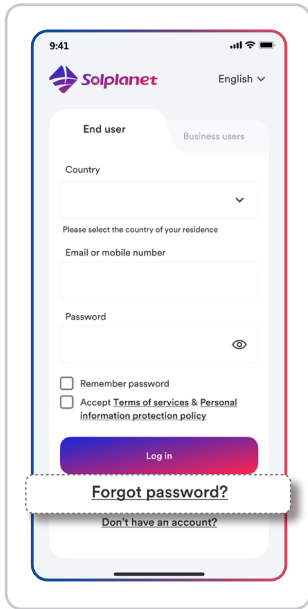 9:41
Solplanet
English
End user
Business users
Country
Please select the country of your residence
Email or mobile number
Password
Remember password
Accept Terms of services & Personal
information protection policy
Log in
Forgot password?
Don't have an account?